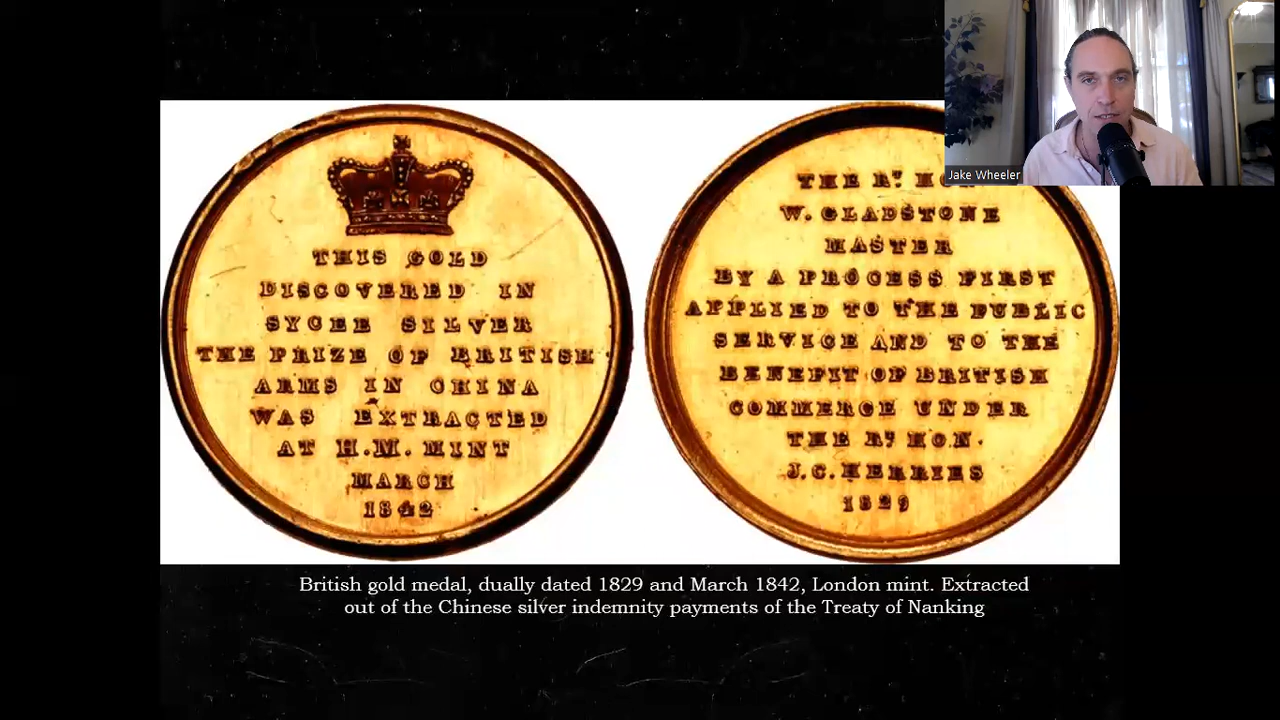 THIS GOLD
DISCOVERED IN
SYCEE SILVER
THE PRIZE OF BRITISH
ARMS IN CHINA
WAS EXTRACTED
AT H.M. MINT
MARCH
1842
THE RT HO
W. GLADSTONE
MASTER
BY A PROCESS FIRST
APPLIED TO THE PUBLIC
SERVICE AND TO THE
BENEFIT OF BRITISH
COMMERCE UNDER
THE RT HON.
J.C. HERRIES
1829
Jake Wheeler
British gold medal, dually dated 1829 and March 1842, London mint. Extracted
out of the Chinese silver indemnity payments of the Treaty of Nanking